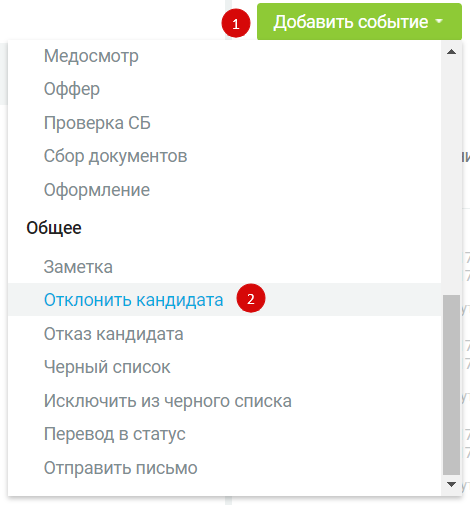 1 Добавить событие
Медосмотр
Оффер
Проверка СБ
Сбор документов
Оформление
Общее
Заметка
Отклонить кандидата 2
Отказ кандидата
Черный список
Исключить из черного списка
Перевод в статус
Отправить письмо